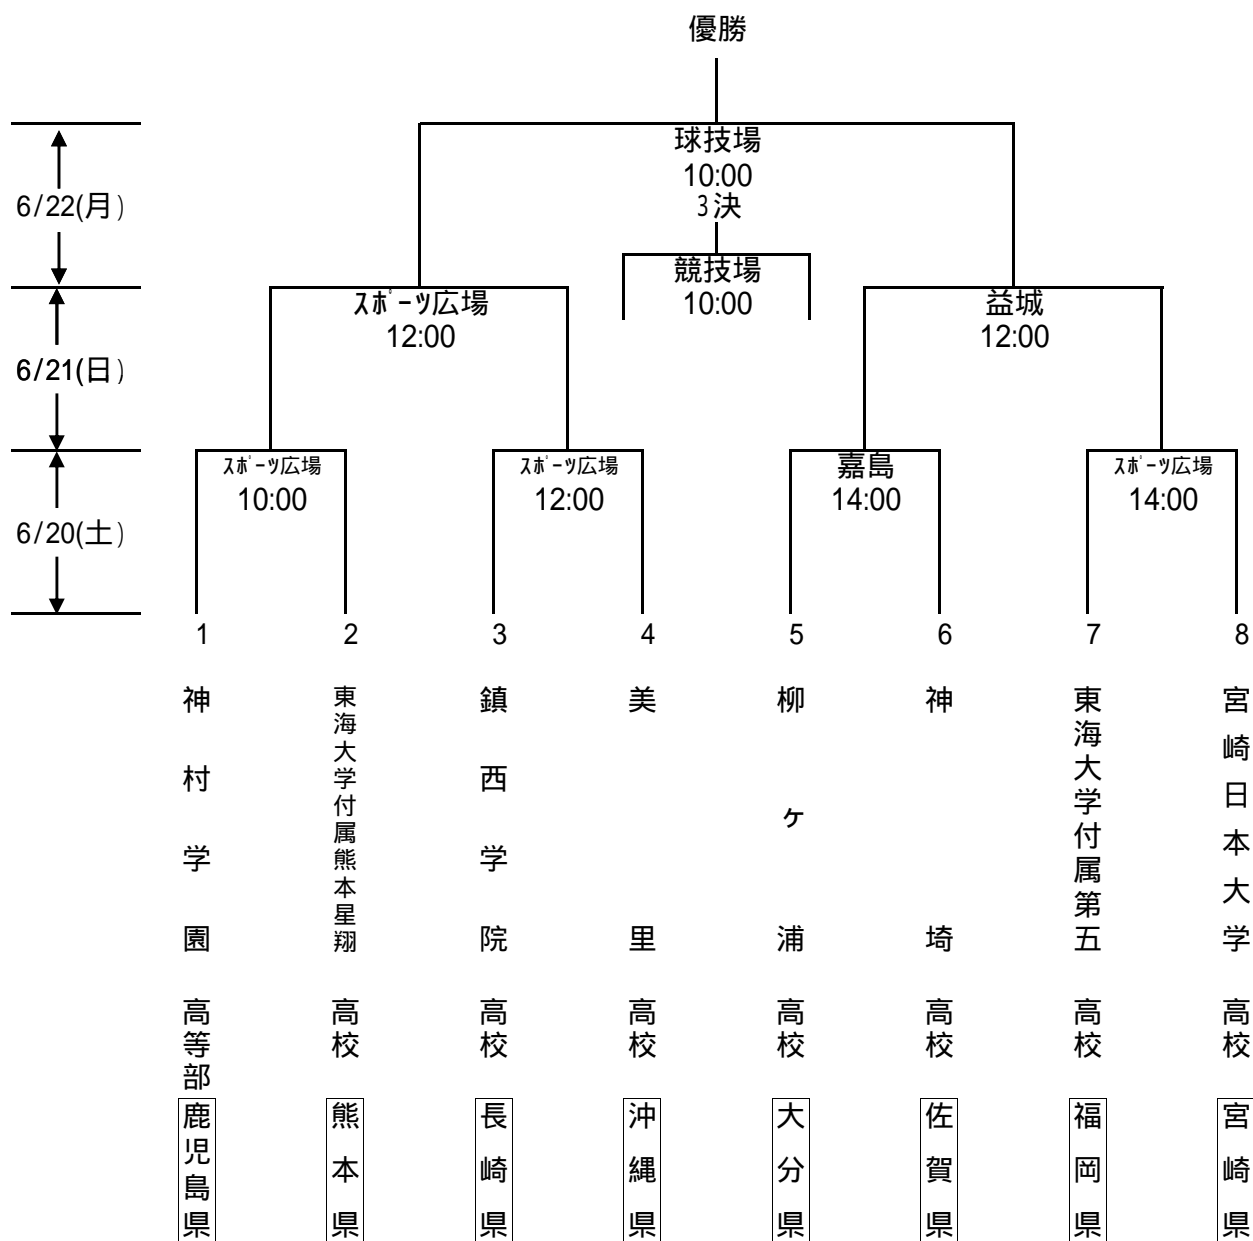 優勝
球技場
10:00
3決
6/22(月)
競技場
10:00
ｽﾎﾟｰﾂ広場
12:00
益城
12:00
6/21(日)
ｽﾎﾟｰﾂ広場
10:00
ｽﾎﾟｰﾂ広場
12:00
嘉島
14:00
ｽﾎﾟｰﾂ広場
14:00
6/20(土)
1 2 3 4 5 6 7 8
神村学園高等部
鹿児島県
東海大学付属熊本星翔高校
熊本県
鎮西学院高校
長崎県
美里高校
沖縄県
柳ヶ浦高校
大分県
神埼高校
佐賀県
東海大学付属第五高校
福岡県
宮崎日本大学高校
宮崎県